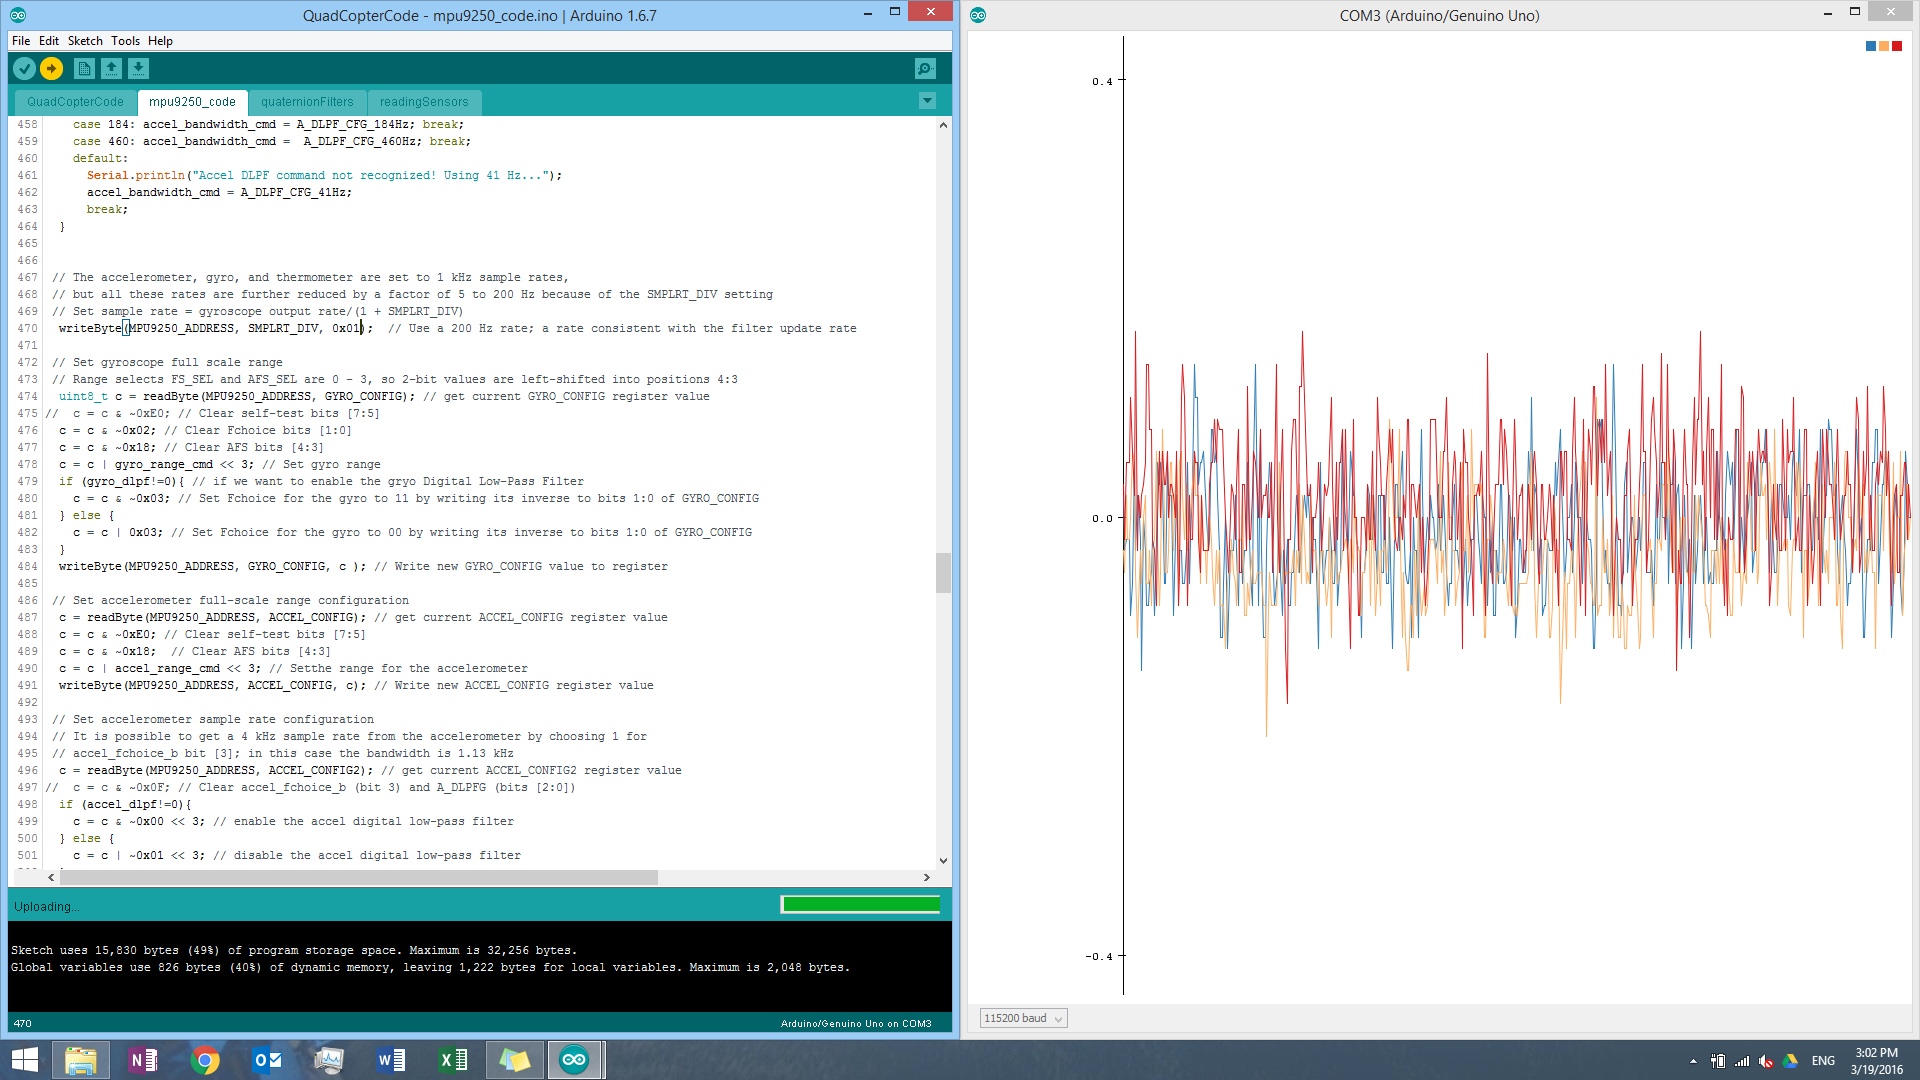 QuadCopterCode - mpu9250_code.ino | Arduino 1.6.7
File Edit Sketch Tools Help
QuadCopterCode mpu9250_code quaternionFilters readingSensors
458 case 184: accel_bandwidth_cmd = A_DLPF_CFG_184Hz; break;
459 case 460: accel_bandwidth_cmd =  A_DLPF_CFG_460Hz; break;
460 default:
461 Serial.println("Accel DLPF command not recognized! Using 41 Hz...");
462 accel_bandwidth_cmd = A_DLPF_CFG_41Hz;
463 break;
464 }
465
466
467 // The accelerometer, gyro, and thermometer are set to 1 kHz sample rates,
468 // but all these rates are further reduced by a factor of 5 to 200 Hz because of the SMPLRT_DIV setting
469 // Set sample rate = gyroscope output rate/(1 + SMPLRT_DIV)
470 writeByte(MPU9250_ADDRESS, SMPLRT_DIV, 0x01);  // Use a 200 Hz rate; a rate consistent with the filter update rate
471
472 // Set gyroscope full scale range
473 // Range selects FS_SEL and AFS_SEL are 0 - 3, so 2-bit values are left-shifted into positions 4:3
474 uint8_t c = readByte(MPU9250_ADDRESS, GYRO_CONFIG); // get current GYRO_CONFIG register value
475 //  c = c & ~0xE0; // Clear self-test bits [7:5]
476 c = c & ~0x02; // Clear Fchoice bits [1:0]
477 c = c & ~0x18; // Clear AFS bits [4:3]
478 c = c | gyro_range_cmd << 3; // Set gyro range
479 if (gyro_dlpf!=0){ // if we want to enable the gryo Digital Low-Pass Filter
480 c = c & ~0x03; // Set Fchoice for the gyro to 11 by writing its inverse to bits 1:0 of GYRO_CONFIG
481 } else {
482 c = c | 0x03; // Set Fchoice for the gyro to 00 by writing its inverse to bits 1:0 of GYRO_CONFIG
483 }
484 writeByte(MPU9250_ADDRESS, GYRO_CONFIG, c ); // Write new GYRO_CONFIG value to register
485
486 // Set accelerometer full-scale range configuration
487 c = readByte(MPU9250_ADDRESS, ACCEL_CONFIG); // get current ACCEL_CONFIG register value
488 c = c & ~0xE0; // Clear self-test bits [7:5]
489 c = c & ~0x18;  // Clear AFS bits [4:3]
490 c = c | accel_range_cmd << 3; // Setthe range for the accelerometer
491 writeByte(MPU9250_ADDRESS, ACCEL_CONFIG, c); // Write new ACCEL_CONFIG register value
492
493 // Set accelerometer sample rate configuration
494 // It is possible to get a 4 kHz sample rate from the accelerometer by choosing 1 for
495 // accel_fchoice_b bit [3]; in this case the bandwidth is 1.13 kHz
496 c = readByte(MPU9250_ADDRESS, ACCEL_CONFIG2); // get current ACCEL_CONFIG2 register value
497 //  c = c & ~0x0F; // Clear accel_fchoice_b (bit 3) and A_DLPFG (bits [2:0])
498 if (accel_dlpf!=0){
499 c = c & ~0x00 << 3; // enable the accel digital low-pass filter
500 } else {
501 c = c | ~0x01 << 3; // disable the accel digital low-pass filter
Uploading...
Sketch uses 15,830 bytes (49%) of program storage space. Maximum is 32,256 bytes.
Global variables use 826 bytes (40%) of dynamic memory, leaving 1,222 bytes for local variables. Maximum is 2,048 bytes.
470 Arduino/Genuino Uno on COM3
COM3 (Arduino/Genuino Uno)
0.4
0.0
-0.4
115200 baud
ENG
3:02 PM
3/19/2016